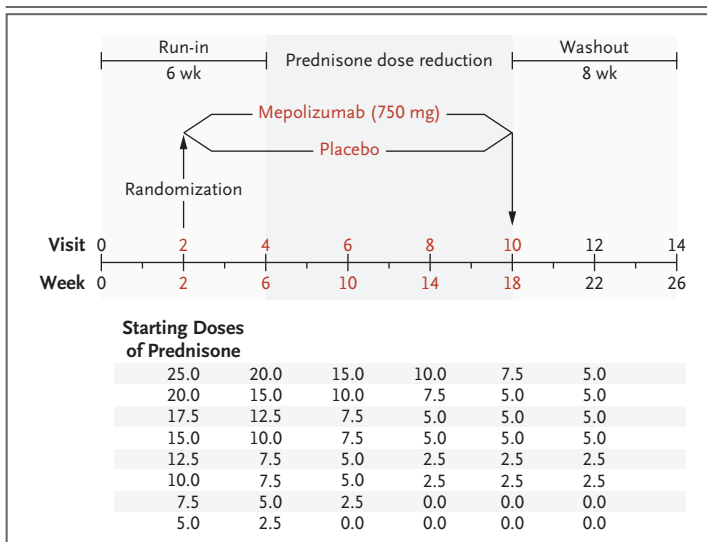 Run-in
6 wk
Prednisone dose reduction
Washout
8 wk
Mepolizumab (750 mg)
Placebo
Randomization
Visit 0 2 4 6 8 10 12 14
Week 0 2 6 10 14 18 22 26
Starting Doses
of Prednisone
25.0 20.0 15.0 10.0 7.5 5.0
20.0 15.0 10.0 7.5 5.0 5.0
17.5 12.5 7.5 5.0 5.0 5.0
15.0 10.0 7.5 5.0 5.0 5.0
12.5 7.5 5.0 2.5 2.5 2.5
10.0 7.5 5.0 2.5 2.5 2.5
7.5 5.0 2.5 0.0 0.0 0.0
5.0 2.5 0.0 0.0 0.0 0.0